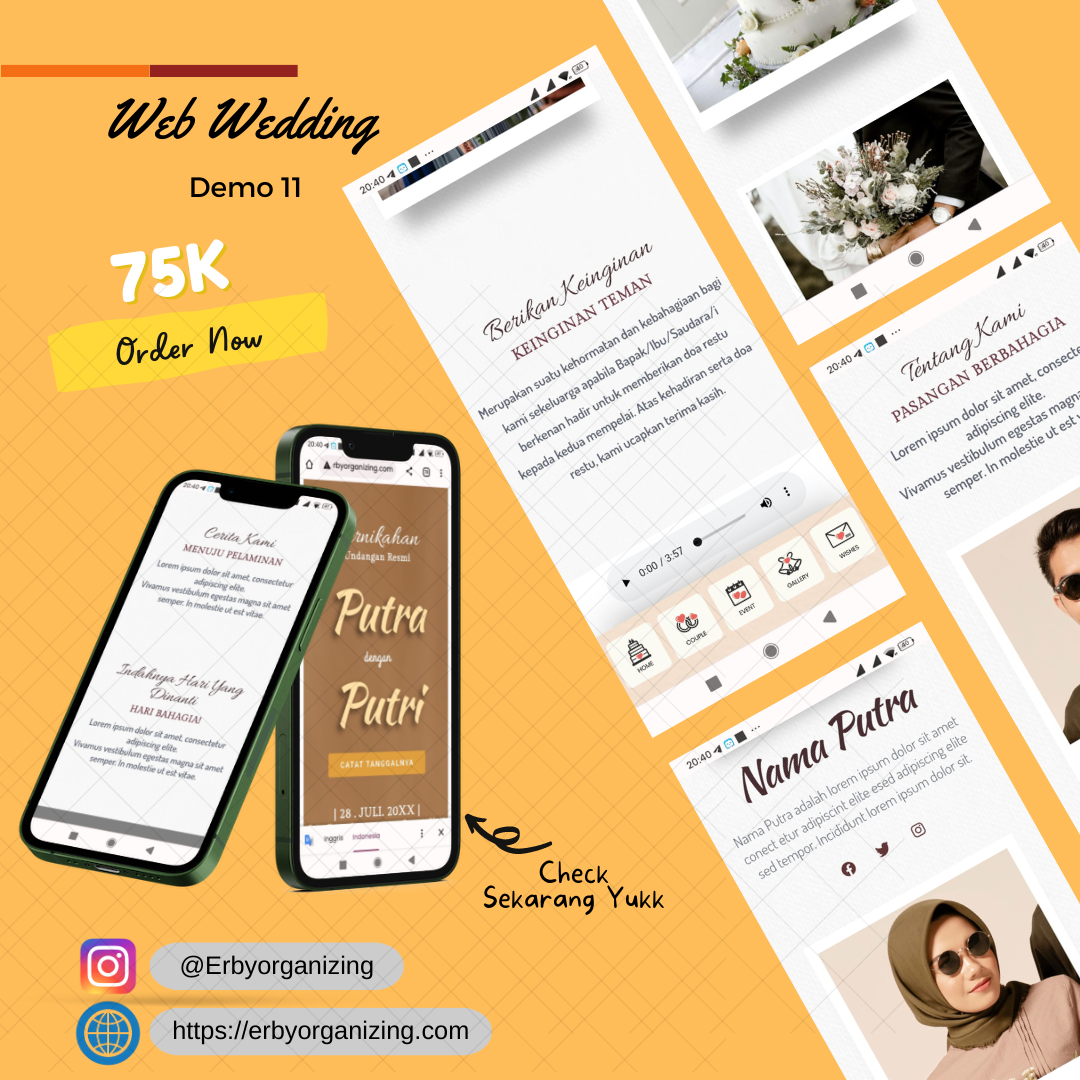 Web Wedding
Demo 11
75K
Order Now
20:40
Cerita Kami
MENUJU PELAMINAN
Lorem ipsum dolor sit amet, consectetur
adipiscing elite.
Vivamus vestibulum egestas magna sit amet
semper. In molestie ut est vitae.
Indahnya Hari Yang
Dinanti
HARI BAHAGIA!
Lorem ipsum dolor sit amet, consectetur
adipiscing elite.
Vivamus vestibulum egestas magna sit amet
semper. In molestie ut est vitae.
20:40
rbyorganizing.com
rnikahan
Undangan Resmi
Putra
dengan
Putri
CATAT TANGGALNYA
| 28 . JULI. 20XX |
nggris
Indonesia
Check
Sekarang Yukk
@Erbyorganizing
https://erbyorganizing.com
20:40
40
Berikan Keinginan
KEINGINAN TEMAN
Merupakan suatu kehormatan dan kebahagiaan bagi
kami sekeluarga apabila Bapak/Ibu/Saudara/i
berkenan hadir untuk memberikan doa restu
kepada kedua mempelai. Atas kehadiran serta doa
restu, kami ucapkan terima kasih.
0:00 / 3:57
HOME
COUPLE
EVENT
GALLERY
WISHES
20:40
40
Tentang Kami
PASANGAN BERBAHAGIA
Lorem ipsum dolor sit amet, consecte
adipiscing elite.
Vivamus vestibulum egestas magna
semper. In molestie ut est
20:40
40
Nama Putra
Nama Putra adalah lorem ipsum dolor sit amet
conect etur adipiscint elite esed adipiscing elite
sed tempor. Incididunt lorem ipsum dolor sit.